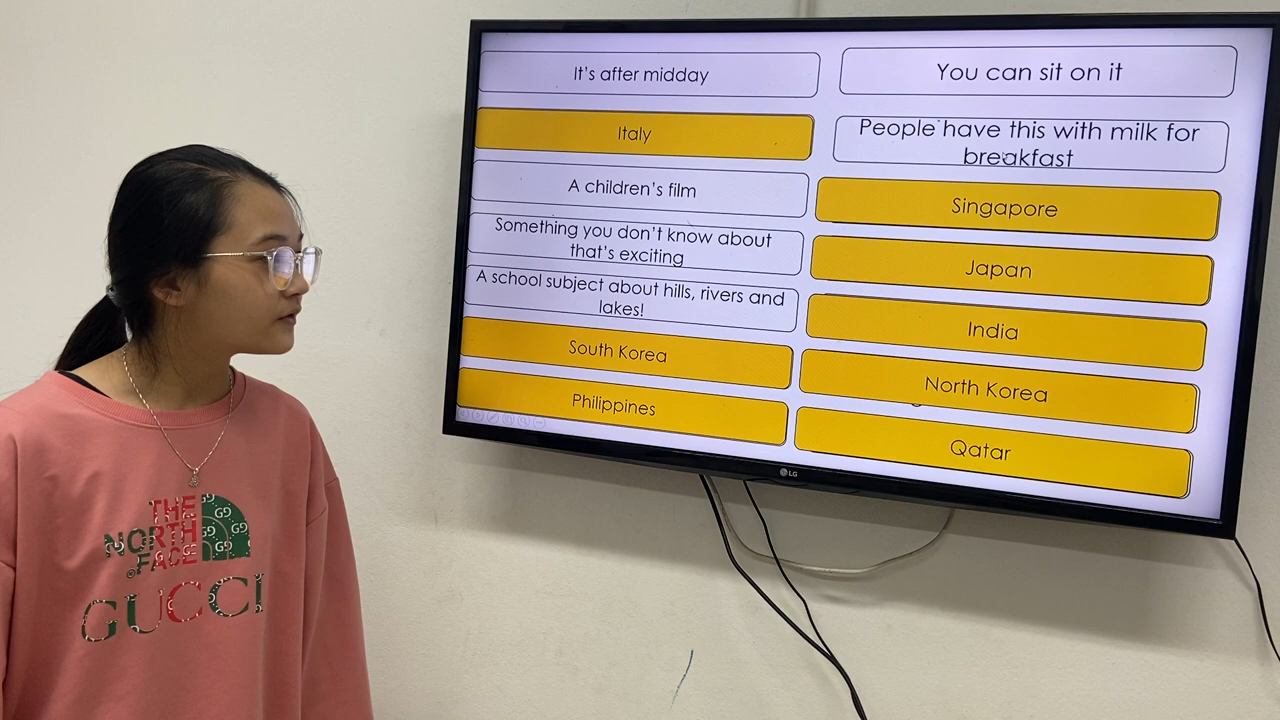 It's after midday
Italy
A children's film
Something you don't know about
that's exciting
A school subject about hills, rivers and
lakes!
South Korea
Philippines
You can sit on it
People have this with milk for
breakfast
Singapore
Japan
India
North Korea
Qatar
LG
THE
NORTH
FACE
GUCCI